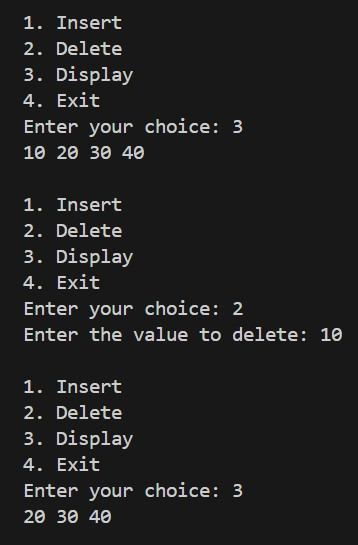 1. Insert
2. Delete
3. Display
4. Exit
Enter your choice: 3
10 20 30 40
1. Insert
2. Delete
3. Display
4. Exit
Enter your choice: 2
Enter the value to delete: 10
1. Insert
2. Delete
3. Display
4. Exit
Enter your choice: 3
20 30 40